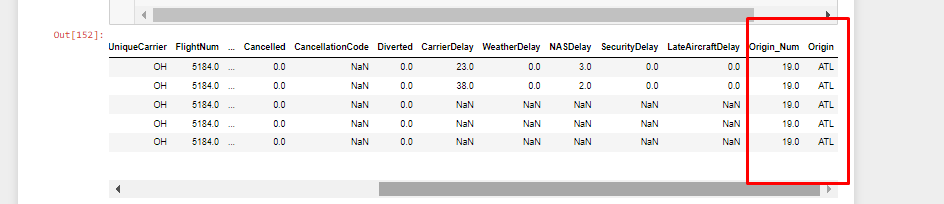 Out[152]:
UniqueCarrier FlightNum ... Cancelled CancellationCode Diverted CarrierDelay WeatherDelay NASDelay SecurityDelay LateAircraftDelay Origin_Num Origin
OH 5184.0 ... 0.0 NaN 0.0 23.0 0.0 3.0 0.0 0.0 19.0 ATL
OH 5184.0 ... 0.0 NaN 0.0 38.0 0.0 2.0 0.0 0.0 19.0 ATL
OH 5184.0 ... 0.0 NaN 0.0 NaN NaN NaN NaN NaN 19.0 ATL
OH 5184.0 ... 0.0 NaN 0.0 NaN NaN NaN NaN NaN 19.0 ATL
OH 5184.0 ... 0.0 NaN 0.0 NaN NaN NaN NaN NaN 19.0 ATL